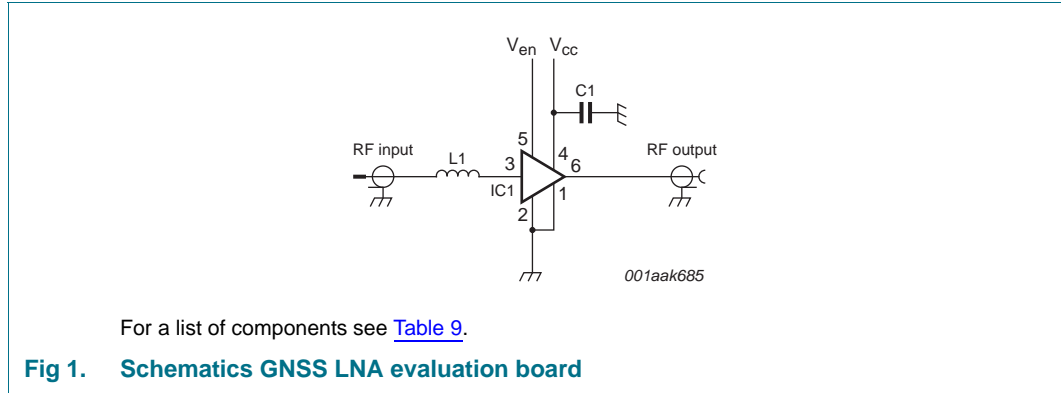 Ven Vcc
C1
5
4
RF input
L1
3
6
RF output
IC1
1
2
001aak685
For a list of components see Table 9.
Fig 1. Schematics GNSS LNA evaluation board